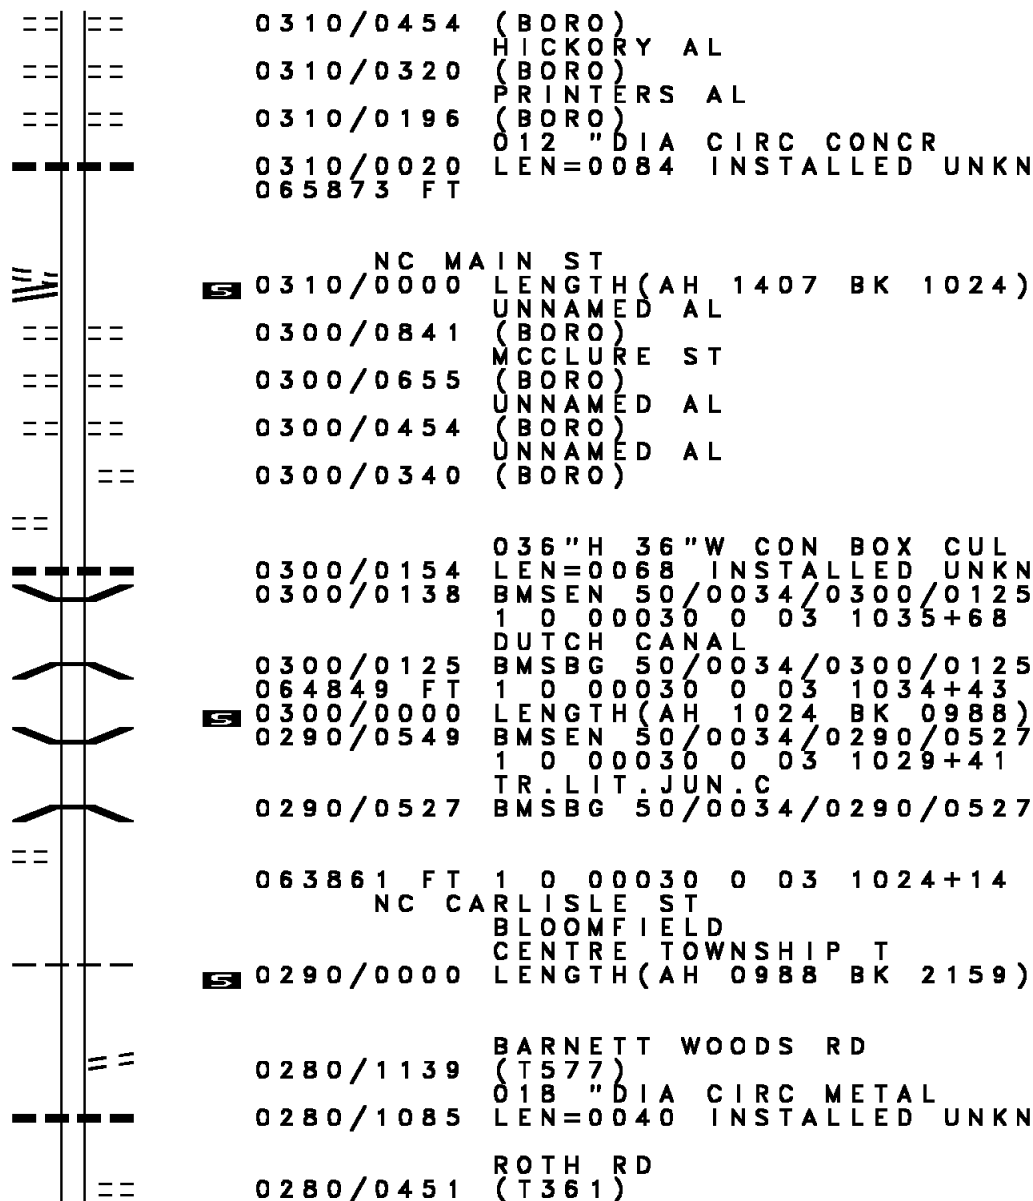 0310/0454 (BORO)
HICKORY AL
0310/0320 (BORO)
PRINTERS AL
0310/0196 (BORO)
012 "DIA CIRC CONCR
0310/0020 LEN=0084 INSTALLED UNKN
065873 FT
NC MAIN ST
S 0310/0000 LENGTH(AH 1407 BK 1024)
UNNAMED AL
0300/0841 (BORO)
MCCLURE ST
0300/0655 (BORO)
UNNAMED AL
0300/0454 (BORO)
UNNAMED AL
0300/0340 (BORO)
036"H 36"W CON BOX CUL
0300/0154 LEN=0068 INSTALLED UNKN
0300/0138 BMSEN 50/0034/0300/0125
1 0 00030 0 03 1035+68
DUTCH CANAL
0300/0125 BMSBG 50/0034/0300/0125
064849 FT 1 0 00030 0 03 1034+43
S 0300/0000 LENGTH(AH 1024 BK 0988)
0290/0549 BMSEN 50/0034/0290/0527
1 0 00030 0 03 1029+41
TR.LIT.JUN.C
0290/0527 BMSBG 50/0034/0290/0527
063861 FT 1 0 00030 0 03 1024+14
NC CARLISLE ST
BLOOMFIELD
CENTRE TOWNSHIP T
S 0290/0000 LENGTH(AH 0988 BK 2159)
BARNETT WOODS RD
0280/1139 (T577)
018 "DIA CIRC METAL
0280/1085 LEN=0040 INSTALLED UNKN
ROTH RD
0280/0451 (T361)